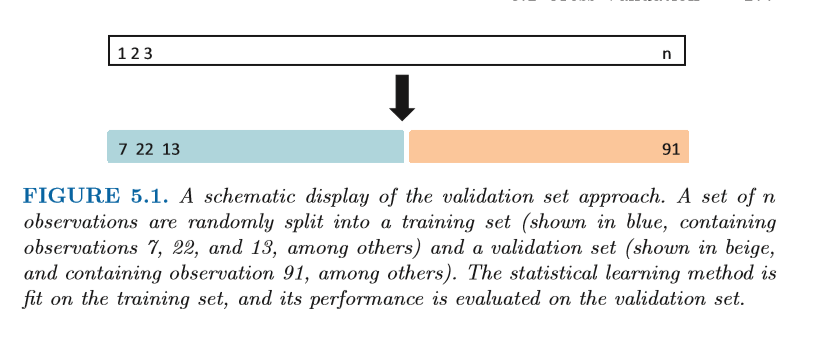 1 2 3 n
7 22 13 91
FIGURE 5.1. A schematic display of the validation set approach. A set of n
observations are randomly split into a training set (shown in blue, containing
observations 7, 22, and 13, among others) and a validation set (shown in beige,
and containing observation 91, among others). The statistical learning method is
fit on the training set, and its performance is evaluated on the validation set.